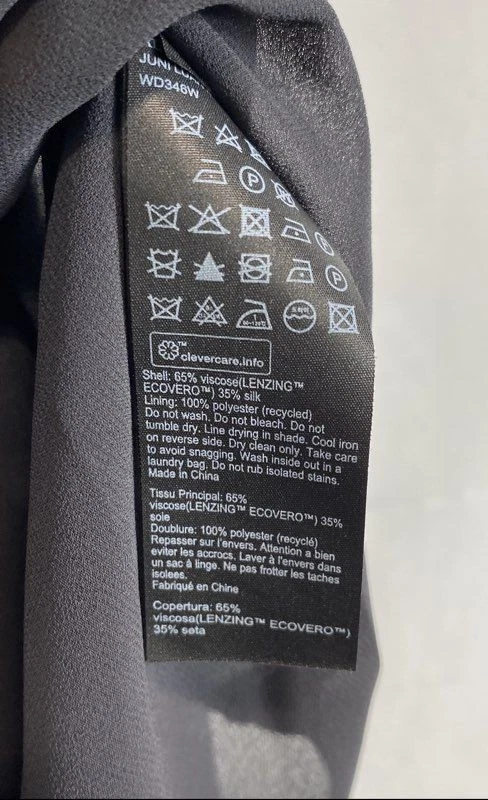 JUNI
WD346W
P
P
P
60~120℃
clevercare.info™
Shell: 65% viscose(LENZING™
ECOVERO™) 35% silk
Lining: 100% polyester (recycled)
Do not wash. Do not bleach. Do not
tumble dry. Line drying in shade. Cool iron
on reverse side. Dry clean only. Take care
to avoid snagging. Wash inside out in a
laundry bag. Do not rub isolated stains.
Made in China
Tissu Principal: 65%
viscose(LENZING™ ECOVERO™) 35%
soie
Doublure: 100% polyester (recyclé)
Repasser sur l'envers. Attention a bien
eviter les accrocs. Laver à l'envers dans
un sac à linge. Ne pas frotter les taches
isolees.
Fabriqué en Chine
Copertura: 65%
viscosa(LENZING™ ECOVERO™)
35% seta